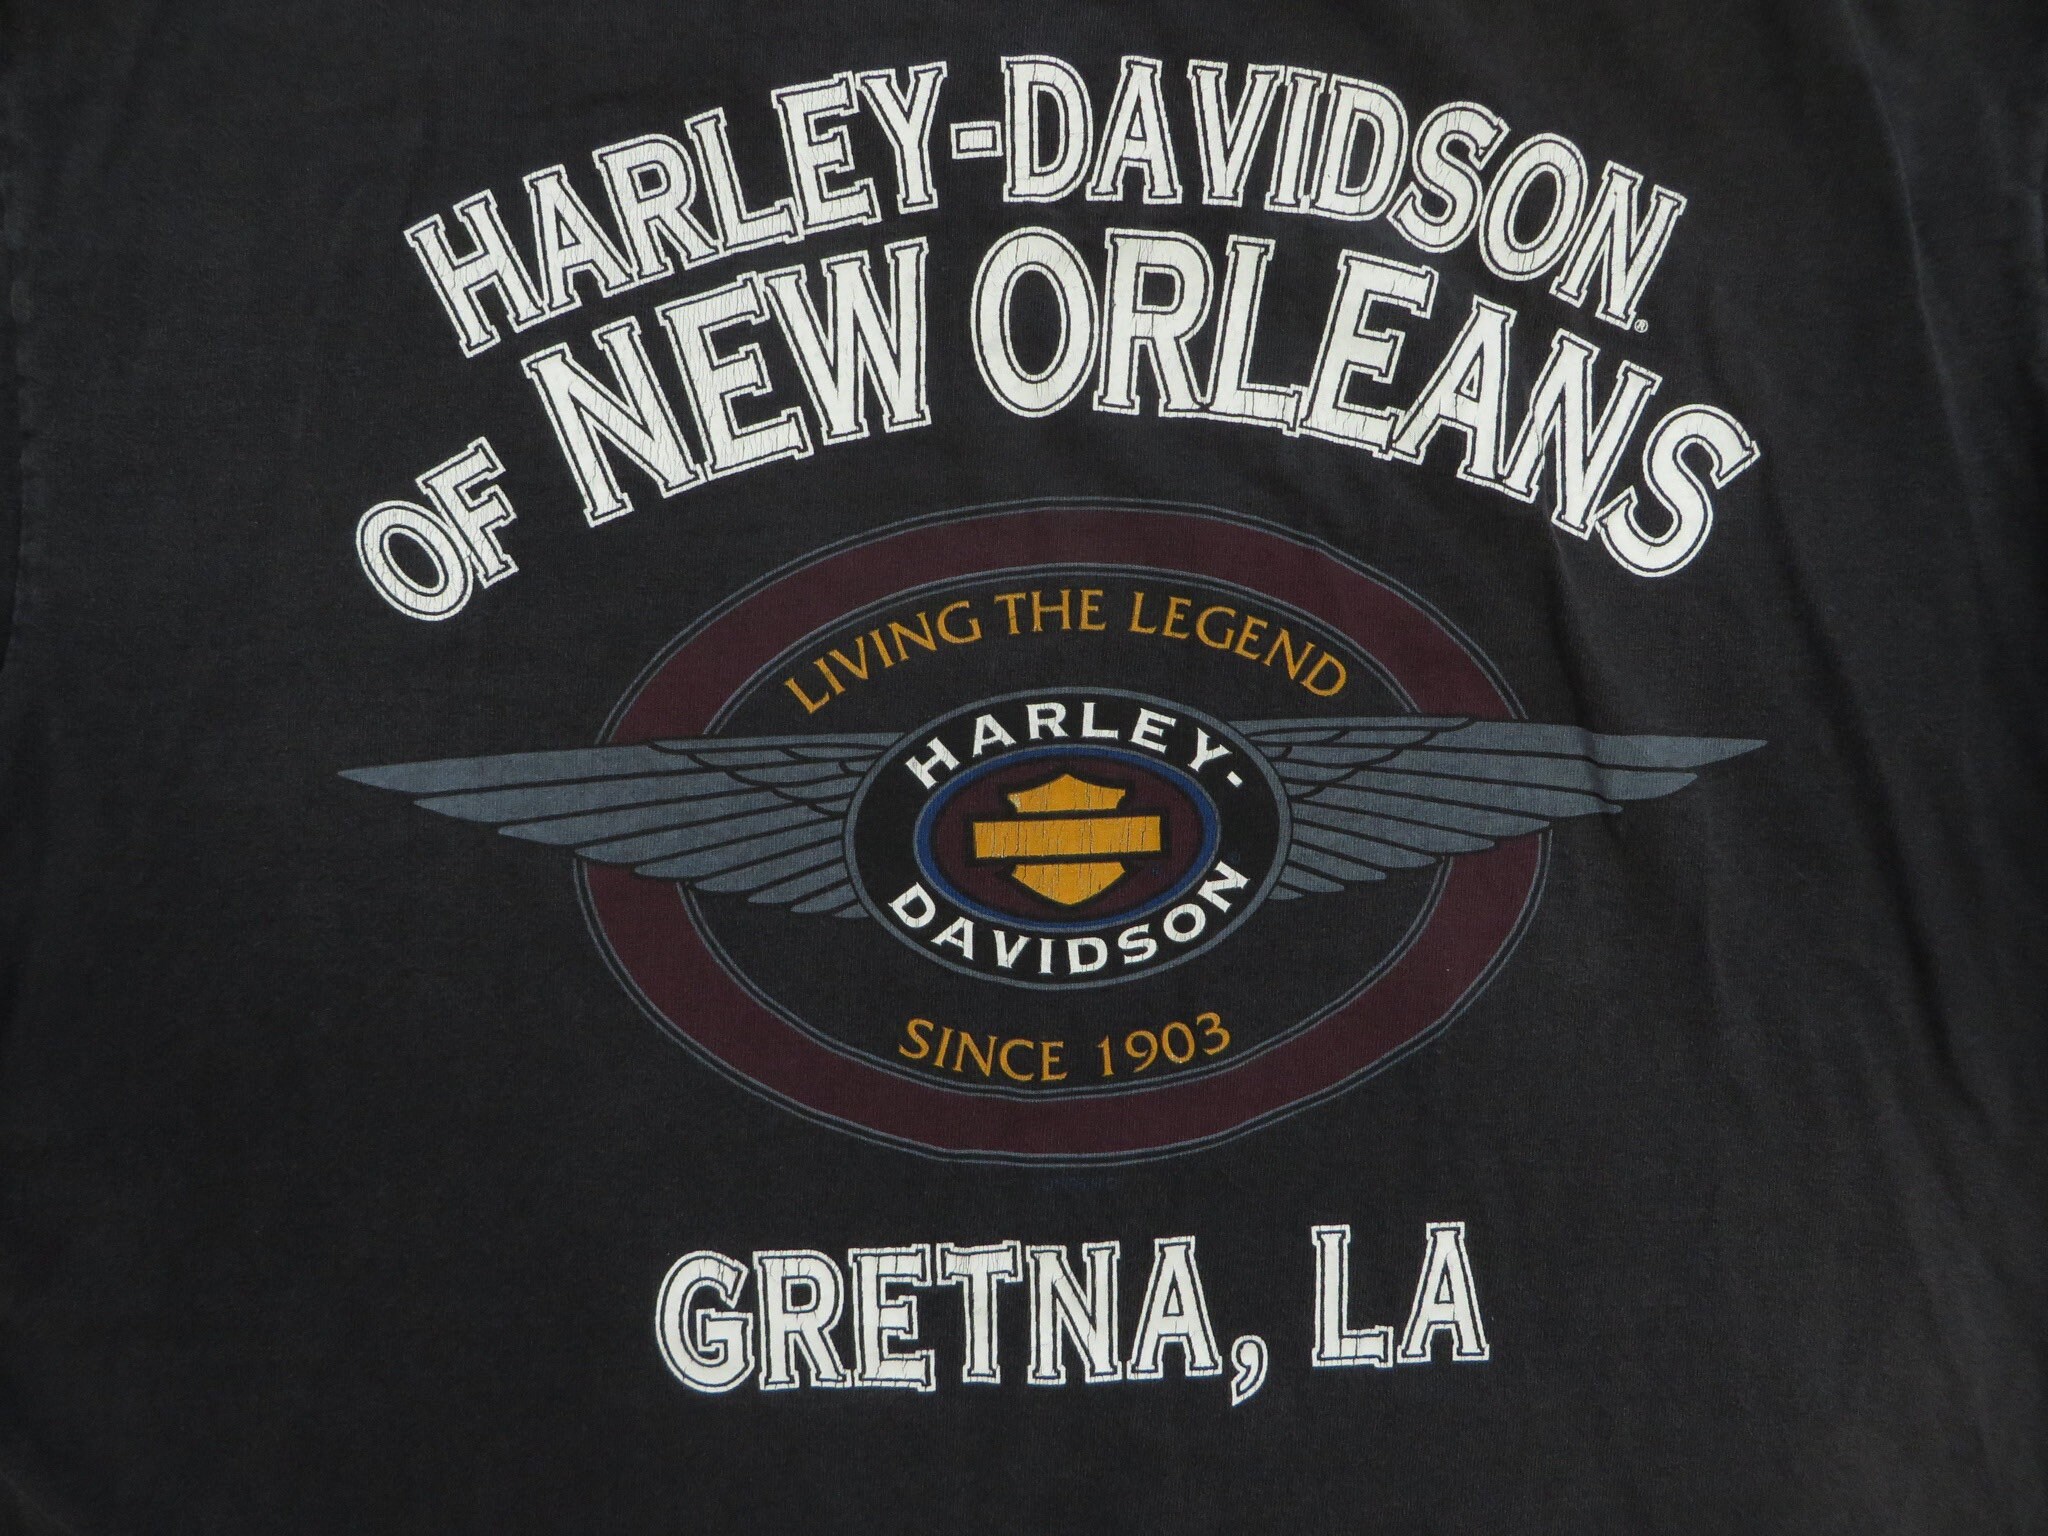 HARLEY-DAVIDSON®
OF NEW ORLEANS
LIVING THE LEGEND
HARLEY-
DAVIDSON
SINCE 1903
GRETNA, LA